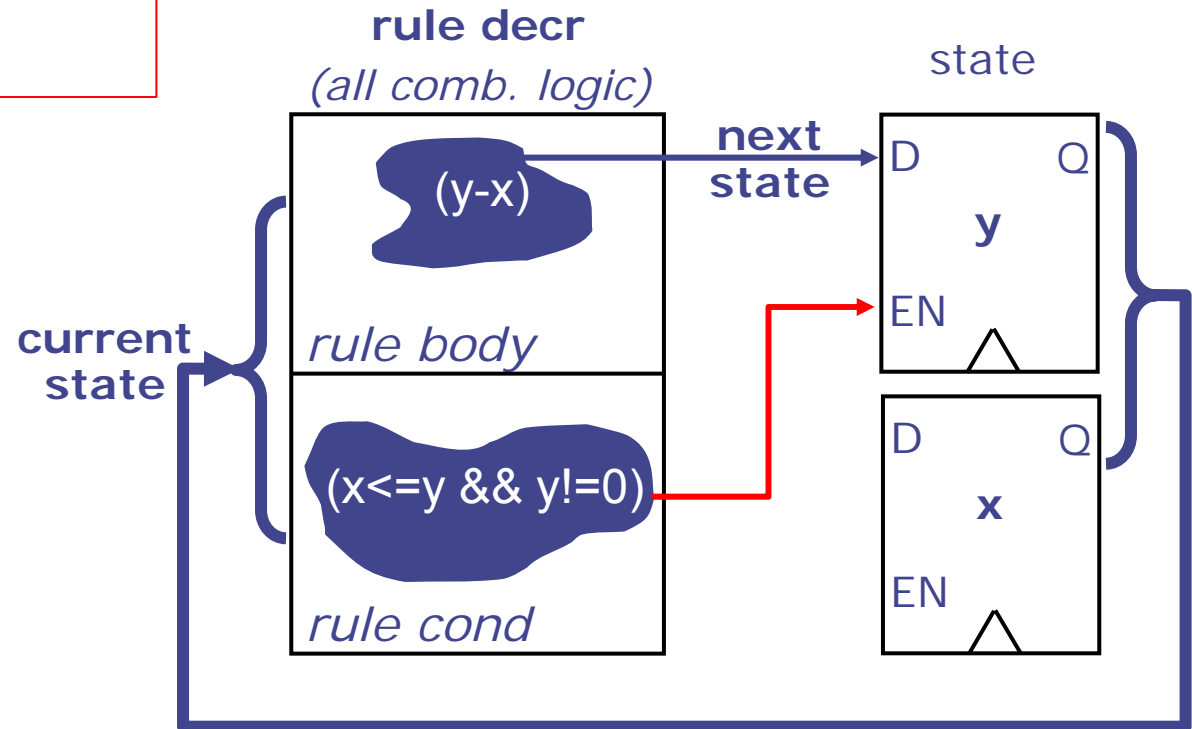 rule decr
(all comb. logic)
state
next
state
(y-x)
D
Q
y
EN
rule body
current
state
(x<=y && y!=0)
rule cond
D
Q
x
EN